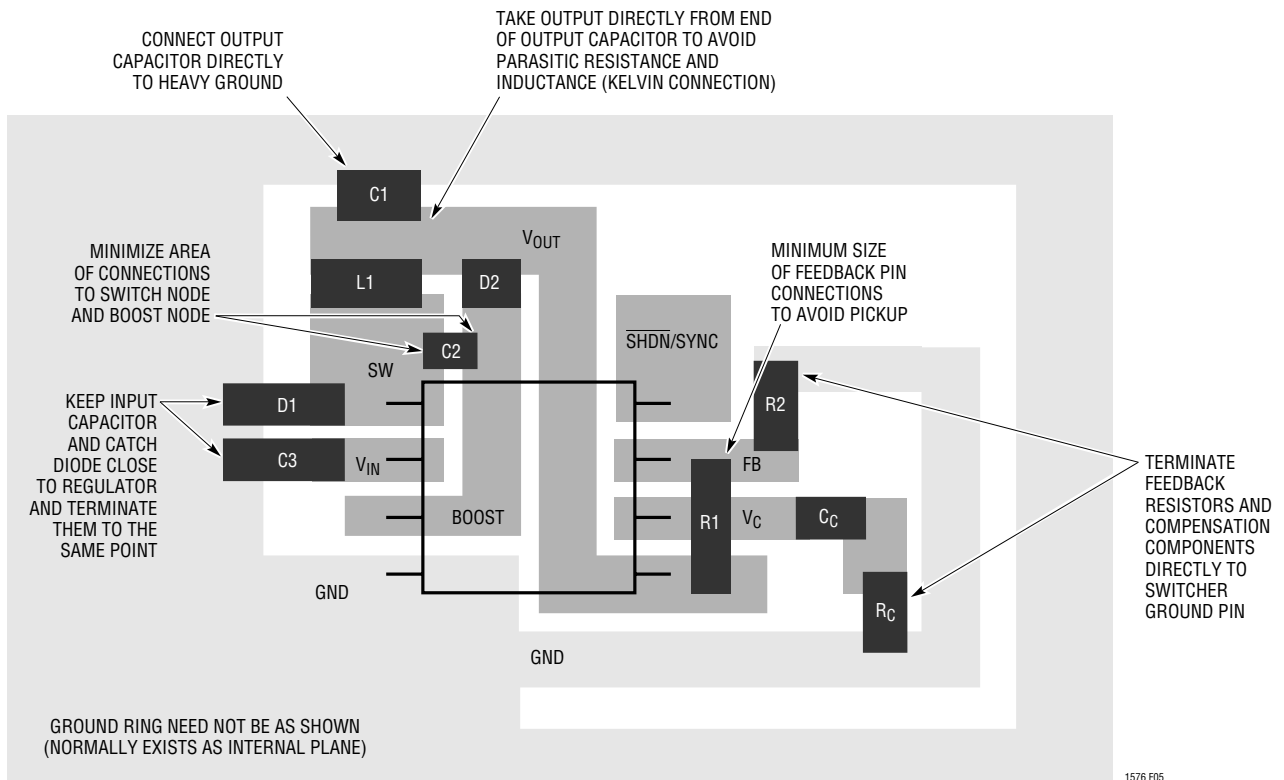 CONNECT OUTPUT
CAPACITOR DIRECTLY
TO HEAVY GROUND
TAKE OUTPUT DIRECTLY FROM END
OF OUTPUT CAPACITOR TO AVOID
PARASITIC RESISTANCE AND
INDUCTANCE (KELVIN CONNECTION)
C1
VOUT
MINIMIZE AREA
OF CONNECTIONS
TO SWITCH NODE
AND BOOST NODE
L1
D2
MINIMUM SIZE
OF FEEDBACK PIN
CONNECTIONS
TO AVOID PICKUP
C2
SHDN/SYNC
SW
KEEP INPUT
CAPACITOR
AND CATCH
DIODE CLOSE
TO REGULATOR
AND TERMINATE
THEM TO THE
SAME POINT
D1
R2
C3
VIN
FB
TERMINATE
FEEDBACK
RESISTORS AND
COMPENSATION
COMPONENTS
DIRECTLY TO
SWITCHER
GROUND PIN
BOOST
R1
VC
CC
GND
RC
GND
GROUND RING NEED NOT BE AS SHOWN
(NORMALLY EXISTS AS INTERNAL PLANE)
1576 F05